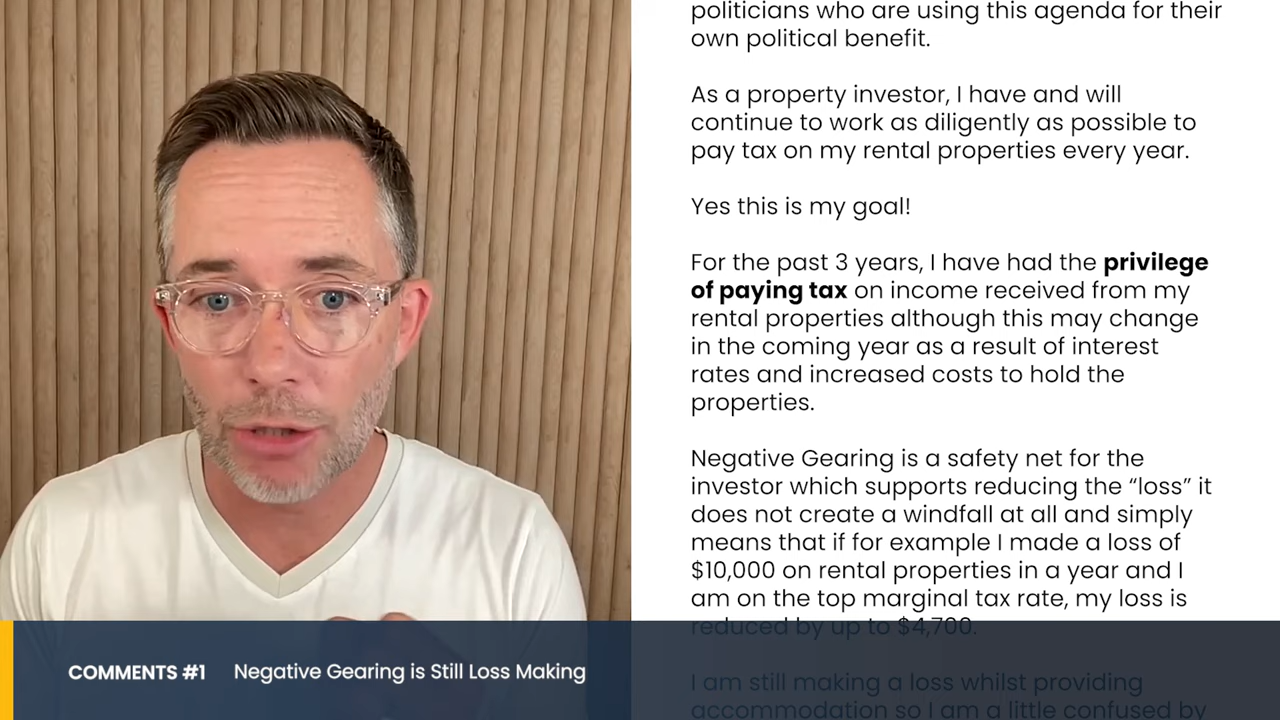 politicians who are using this agenda for their
own political benefit.
As a property investor, I have and will
continue to work as diligently as possible to
pay tax on my rental properties every year.
Yes this is my goal!
For the past 3 years, I have had the privilege
of paying tax on income received from my
rental properties although this may change
in the coming year as a result of interest
rates and increased costs to hold the
properties.
Negative Gearing is a safety net for the
investor which supports reducing the “loss” it
does not create a windfall at all and simply
means that if for example I made a loss of
$10,000 on rental properties in a year and I
am on the top marginal tax rate, my loss is
reduced by up to $4,700.
I am still making a loss whilst providing
accommodation so I am a little confused by
COMMENTS #1 Negative Gearing is Still Loss Making